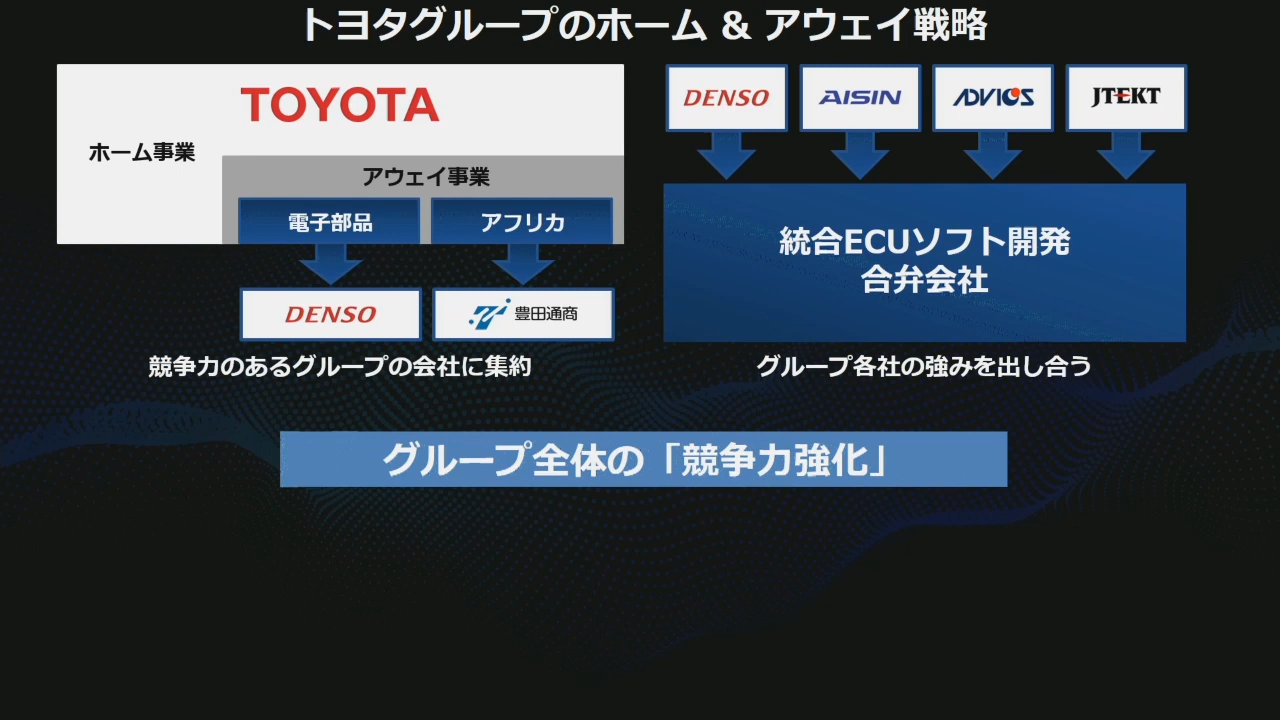 トヨタグループのホーム & アウェイ戦略
TOYOTA
ホーム事業
アウェイ事業
電子部品
アフリカ
DENSO
豊田通商
競争力のあるグループの会社に集約
DENSO
AISIN
ADVICS
JTEKT
統合ECUソフト開発
合弁会社
グループ各社の強みを出し合う
グループ全体の「競争力強化」